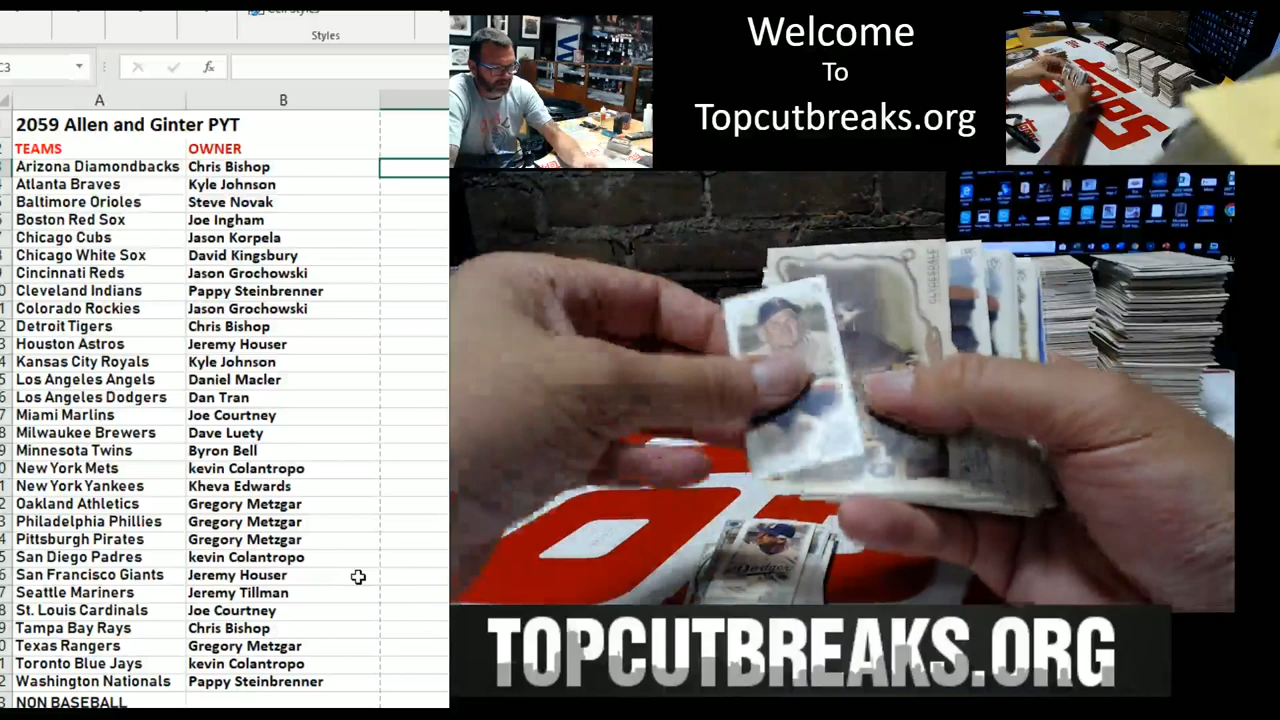 Cell Styles
Styles
C3
fx
A B
2059 Allen and Ginter PYT
TEAMS OWNER
Arizona Diamondbacks Chris Bishop
Atlanta Braves Kyle Johnson
Baltimore Orioles Steve Novak
Boston Red Sox Joe Ingham
Chicago Cubs Jason Korpela
Chicago White Sox David Kingsbury
Cincinnati Reds Jason Grochowski
Cleveland Indians Pappy Steinbrenner
Colorado Rockies Jason Grochowski
Detroit Tigers Chris Bishop
Houston Astros Jeremy Houser
Kansas City Royals Kyle Johnson
Los Angeles Angels Daniel Macler
Los Angeles Dodgers Dan Tran
Miami Marlins Joe Courtney
Milwaukee Brewers Dave Luety
Minnesota Twins Byron Bell
New York Mets kevin Colantropo
New York Yankees Kheva Edwards
Oakland Athletics Gregory Metzgar
Philadelphia Phillies Gregory Metzgar
Pittsburgh Pirates Gregory Metzgar
San Diego Padres kevin Colantropo
San Francisco Giants Jeremy Houser
Seattle Mariners Jeremy Tillman
St. Louis Cardinals Joe Courtney
Tampa Bay Rays Chris Bishop
Texas Rangers Gregory Metzgar
Toronto Blue Jays kevin Colantropo
Washington Nationals Pappy Steinbrenner
NON BASEBALL
Welcome
To
Topcutbreaks.org
TOPPS
CLYDESDALE
Dodgers
TOPCUTBREAKS.ORG